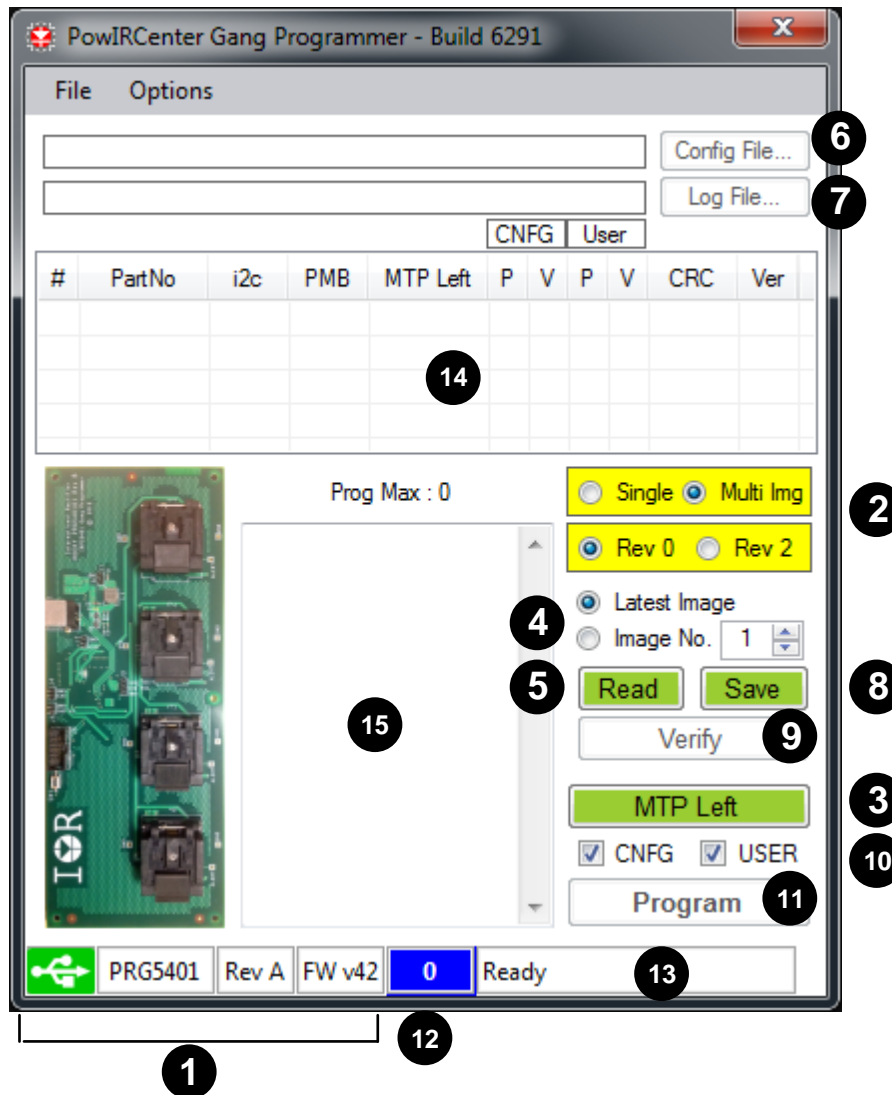 PowIRCenter Gang Programmer - Build 6291
x
File Options
Config File... 6
Log File... 7
CNFG User
# PartNo i2c PMB MTP Left P V P V CRC Ver
14
Prog Max : 0
Single Multi Img
2
Rev 0 Rev 2
Latest Image
4
Image No. 1
5 Read Save 8
15
Verify 9
MTP Left 3
CNFG USER 10
Program 11
IOR
PRG5401 Rev A FW v42 0 Ready 13
12
1